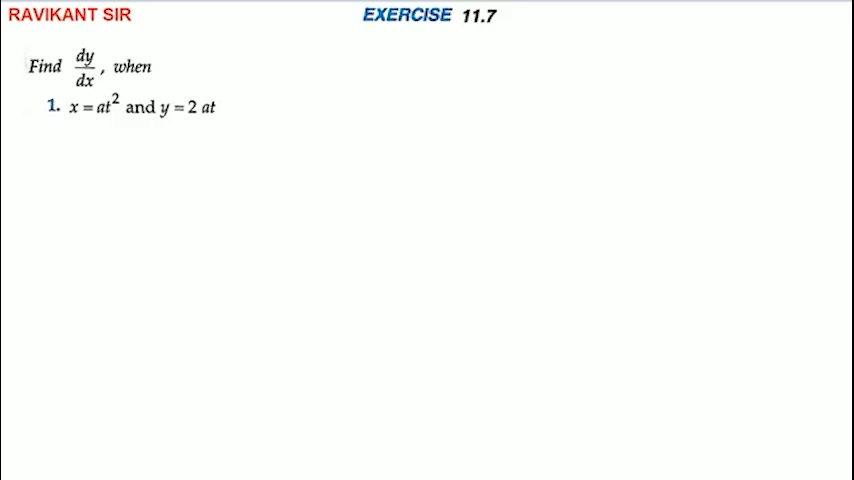 RAVIKANT SIR EXERCISE 11.7
Find dy/dx, when
1. x = at² and y = 2 at